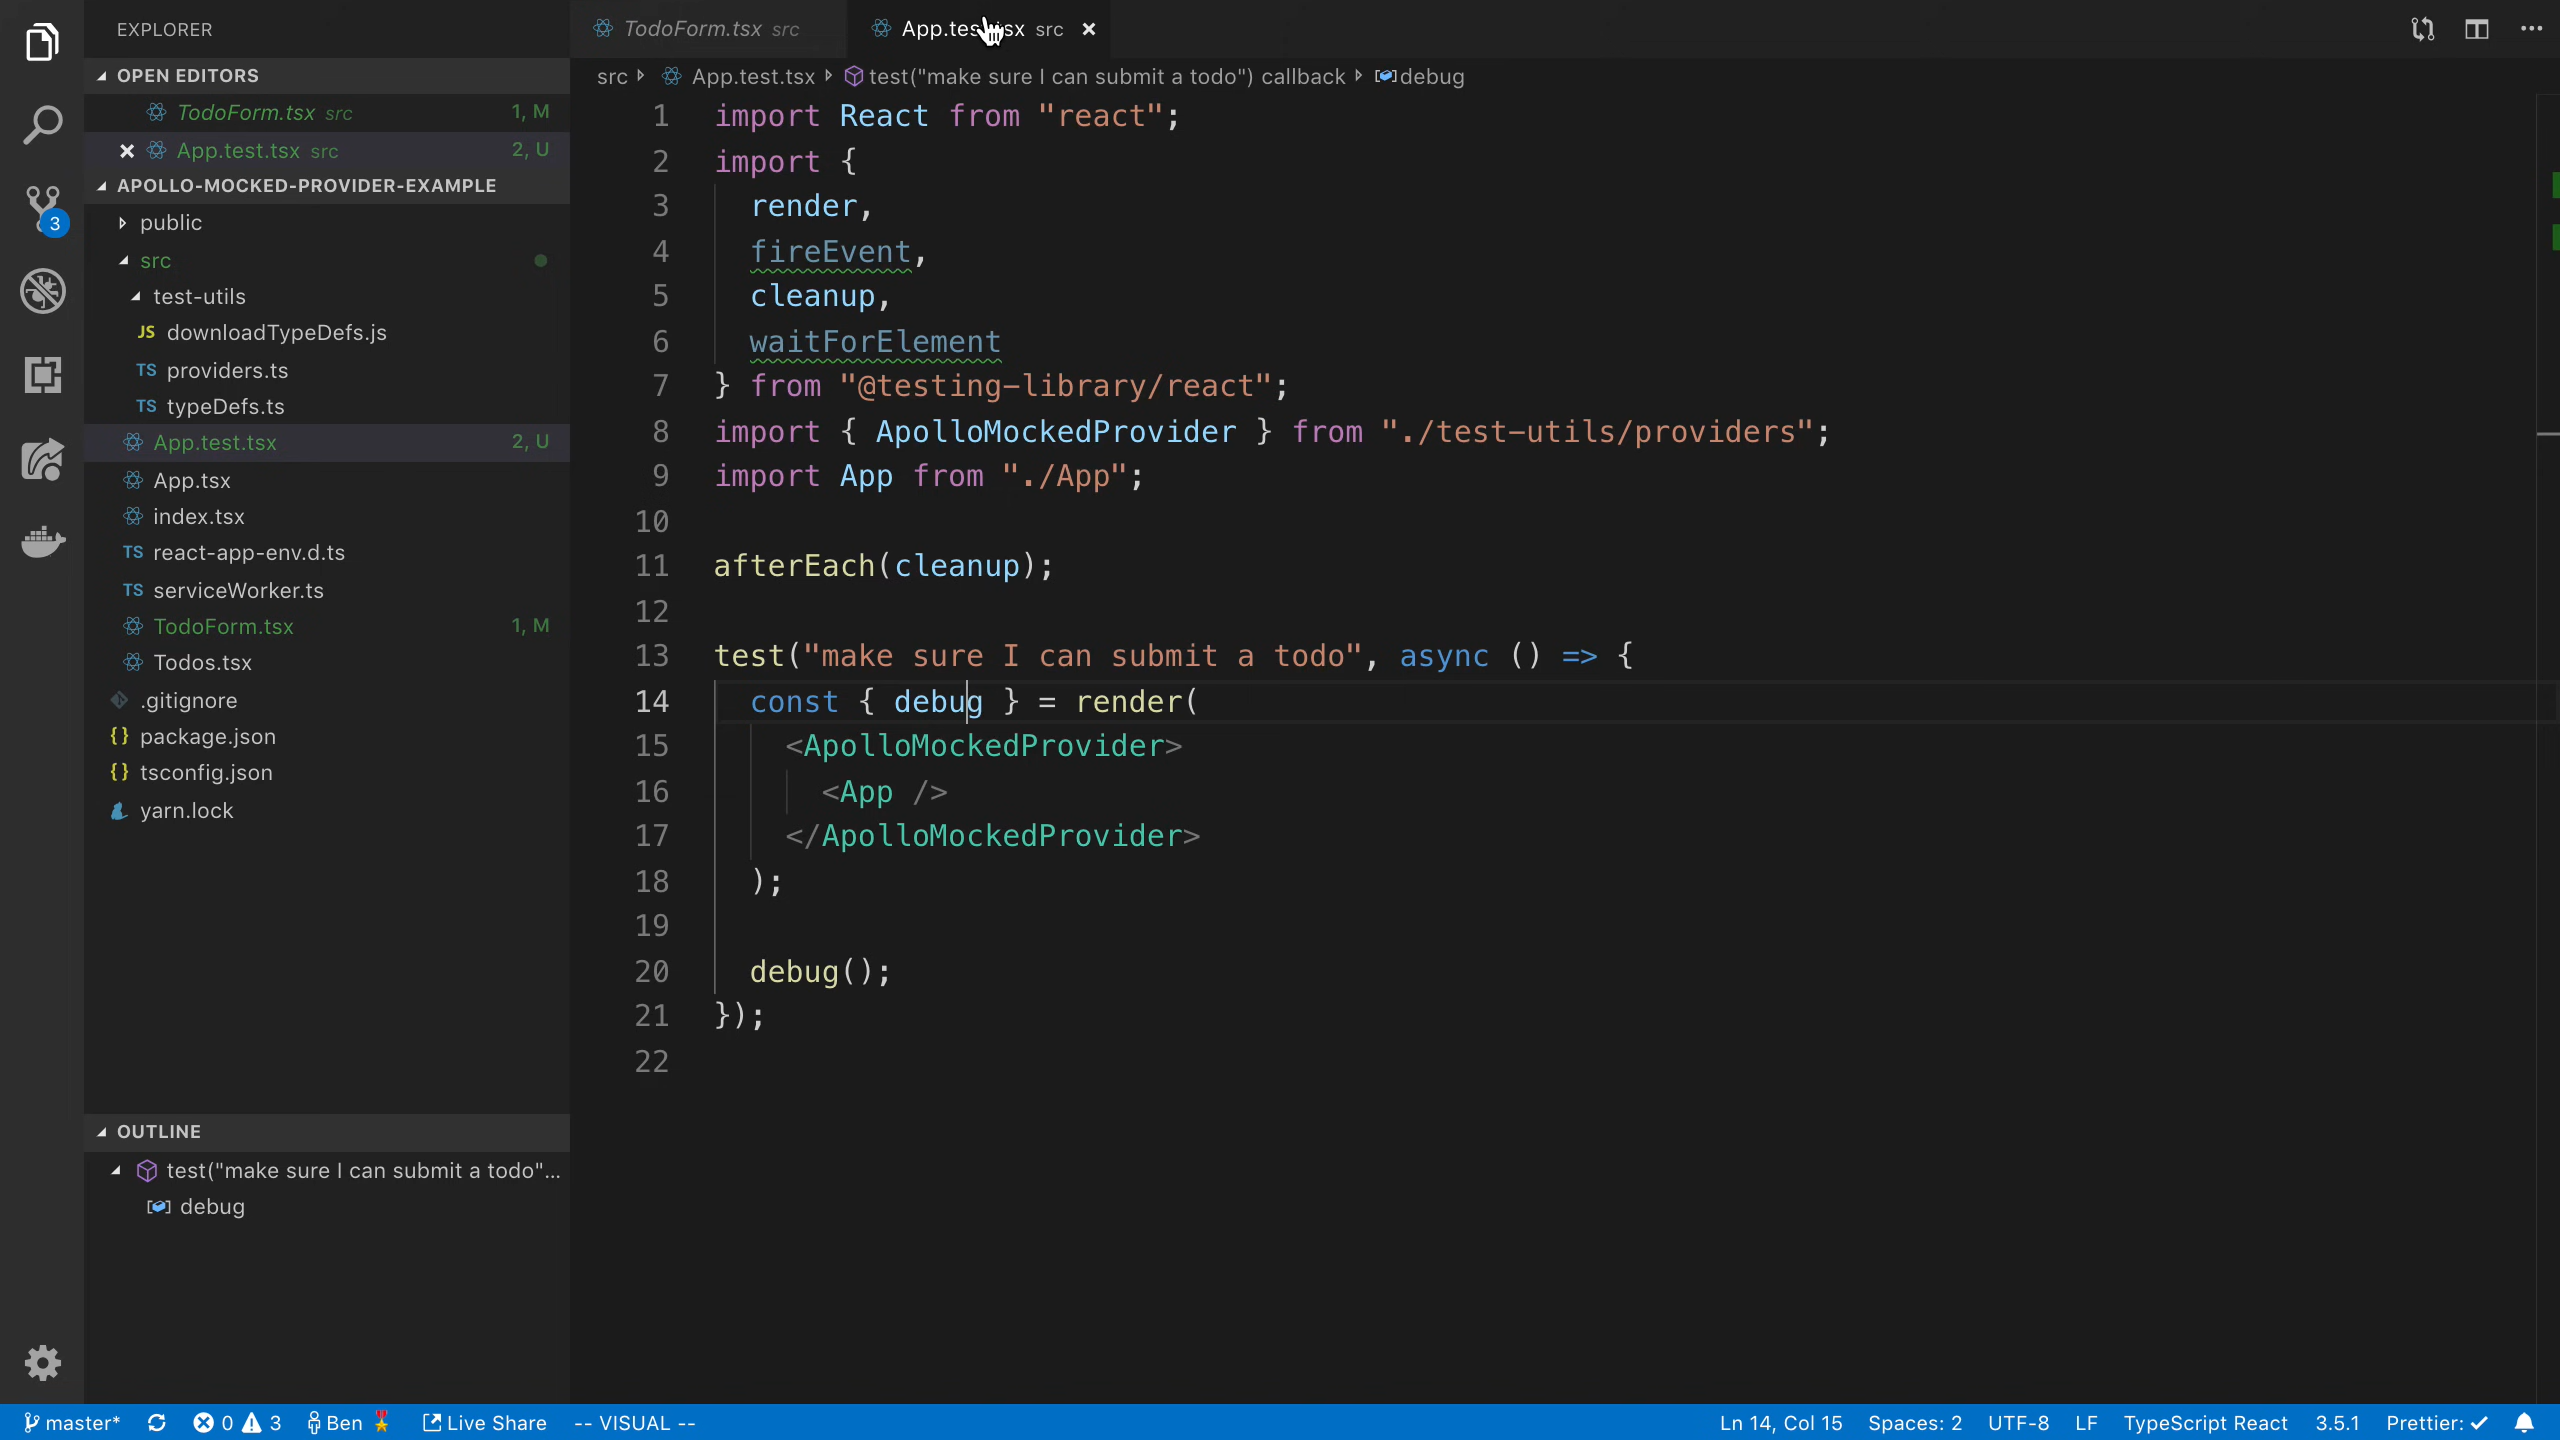 EXPLORER
OPEN EDITORS
TodoForm.tsx src 1, M
App.test.tsx src 2, U
APOLLO-MOCKED-PROVIDER-EXAMPLE
public
src
test-utils
JS downloadTypeDefs.js
TS providers.ts
TS typeDefs.ts
App.test.tsx 2, U
App.tsx
index.tsx
TS react-app-env.d.ts
TS serviceWorker.ts
TodoForm.tsx 1, M
Todos.tsx
.gitignore
{} package.json
{} tsconfig.json
yarn.lock
OUTLINE
test("make sure I can submit a todo"...
debug
3
TodoForm.tsx src
App.test.tsx src
src App.test.tsx test("make sure I can submit a todo") callback debug
1 import React from "react";
2 import {
3 render,
4 fireEvent,
5 cleanup,
6 waitForElement
7 } from "@testing-library/react";
8 import { ApolloMockedProvider } from "./test-utils/providers";
9 import App from "./App";
10
11 afterEach(cleanup);
12
13 test("make sure I can submit a todo", async () => {
14 const { debug } = render(
15 <ApolloMockedProvider>
16 <App />
17 </ApolloMockedProvider>
18 );
19
20 debug();
21 });
22
master* 0 3 Ben Live Share -- VISUAL -- Ln 14, Col 15 Spaces: 2 UTF-8 LF TypeScript React 3.5.1 Prettier: ✓